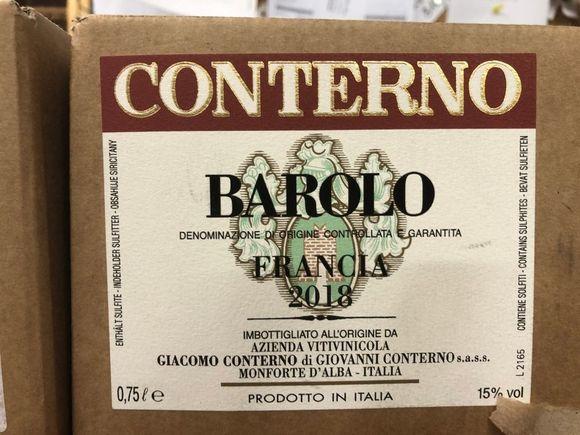 CONTERNO
BAROLO
DENOMINAZIONE DI ORIGINE CONTROLLATA E GARANTITA
FRANCIA
2018
IMBOTTIGLIATO ALL'ORIGINE DA
AZIENDA VITIVINICOLA
GIACOMO CONTERNO di GIOVANNI CONTERNO s.a.s.s.
MONFORTE D'ALBA - ITALIA
0,75 ℓ e
PRODOTTO IN ITALIA
15% vol
ENTHÄLT SULFITE - INDEHOLDER SULFITTER - OBSAHUJE SIRICITANY
CONTIENE SOLFITI - CONTAINS SULPHITES - BEVAT SULFIETEN
L 2165